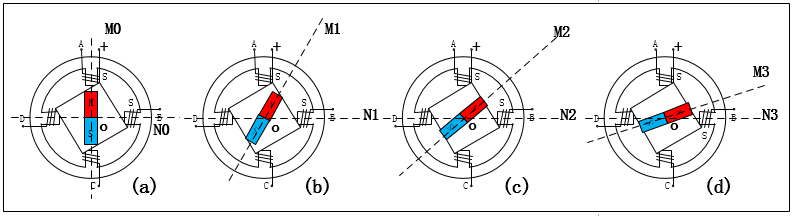 M0
A +
S
N S
D B
O N0
S
C (a)
M1
A +
S
S
D B
O N1
C (b)
M2
A +
S
S
D B
O N2
C (c)
M3
A +
S
D B
O S N3
C (d)